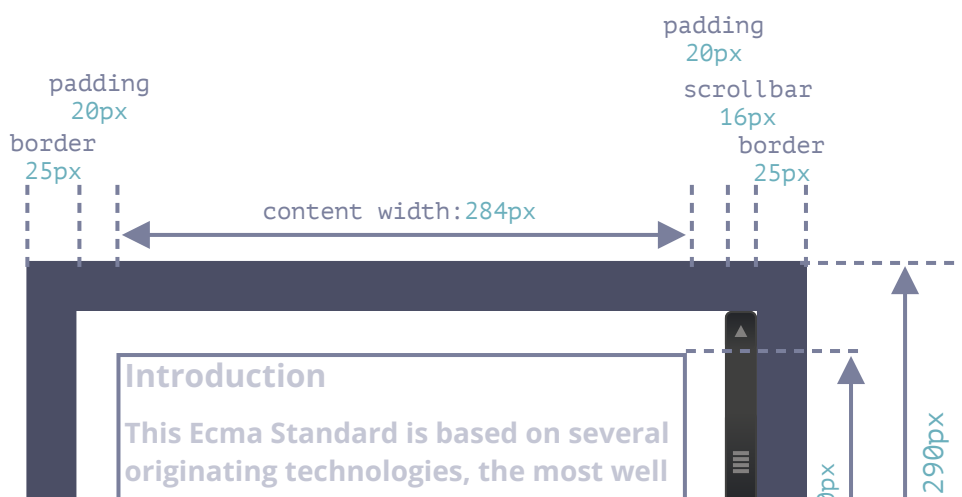 padding
20px
padding
20px
scrollbar
16px
border
25px
border
25px
content width:284px
Introduction
This Ecma Standard is based on several
originating technologies, the most well
290px